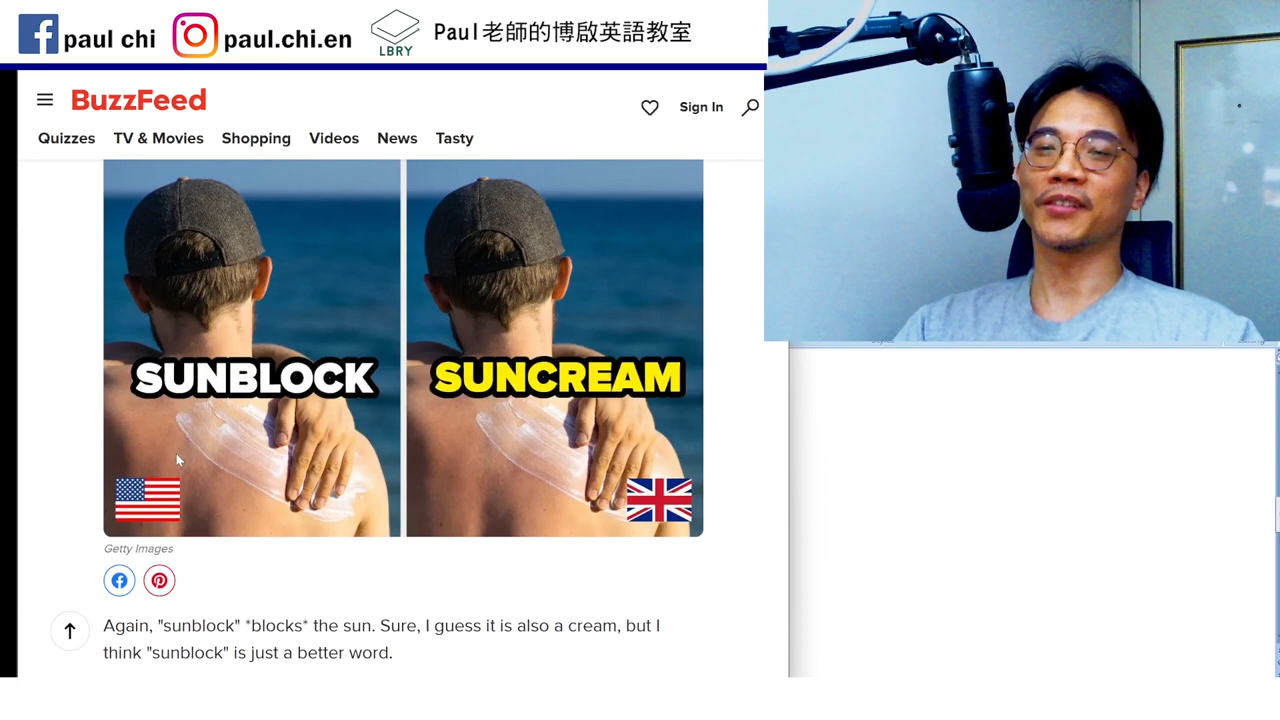 paul chi paul.chi.en LBRY Paul老師的博啟英語教室
BuzzFeed
Sign In
Quizzes TV & Movies Shopping Videos News Tasty
SUNBLOCK SUNCREAM
Getty Images
Again, "sunblock" *blocks* the sun. Sure, I guess it is also a cream, but I
think "sunblock" is just a better word.